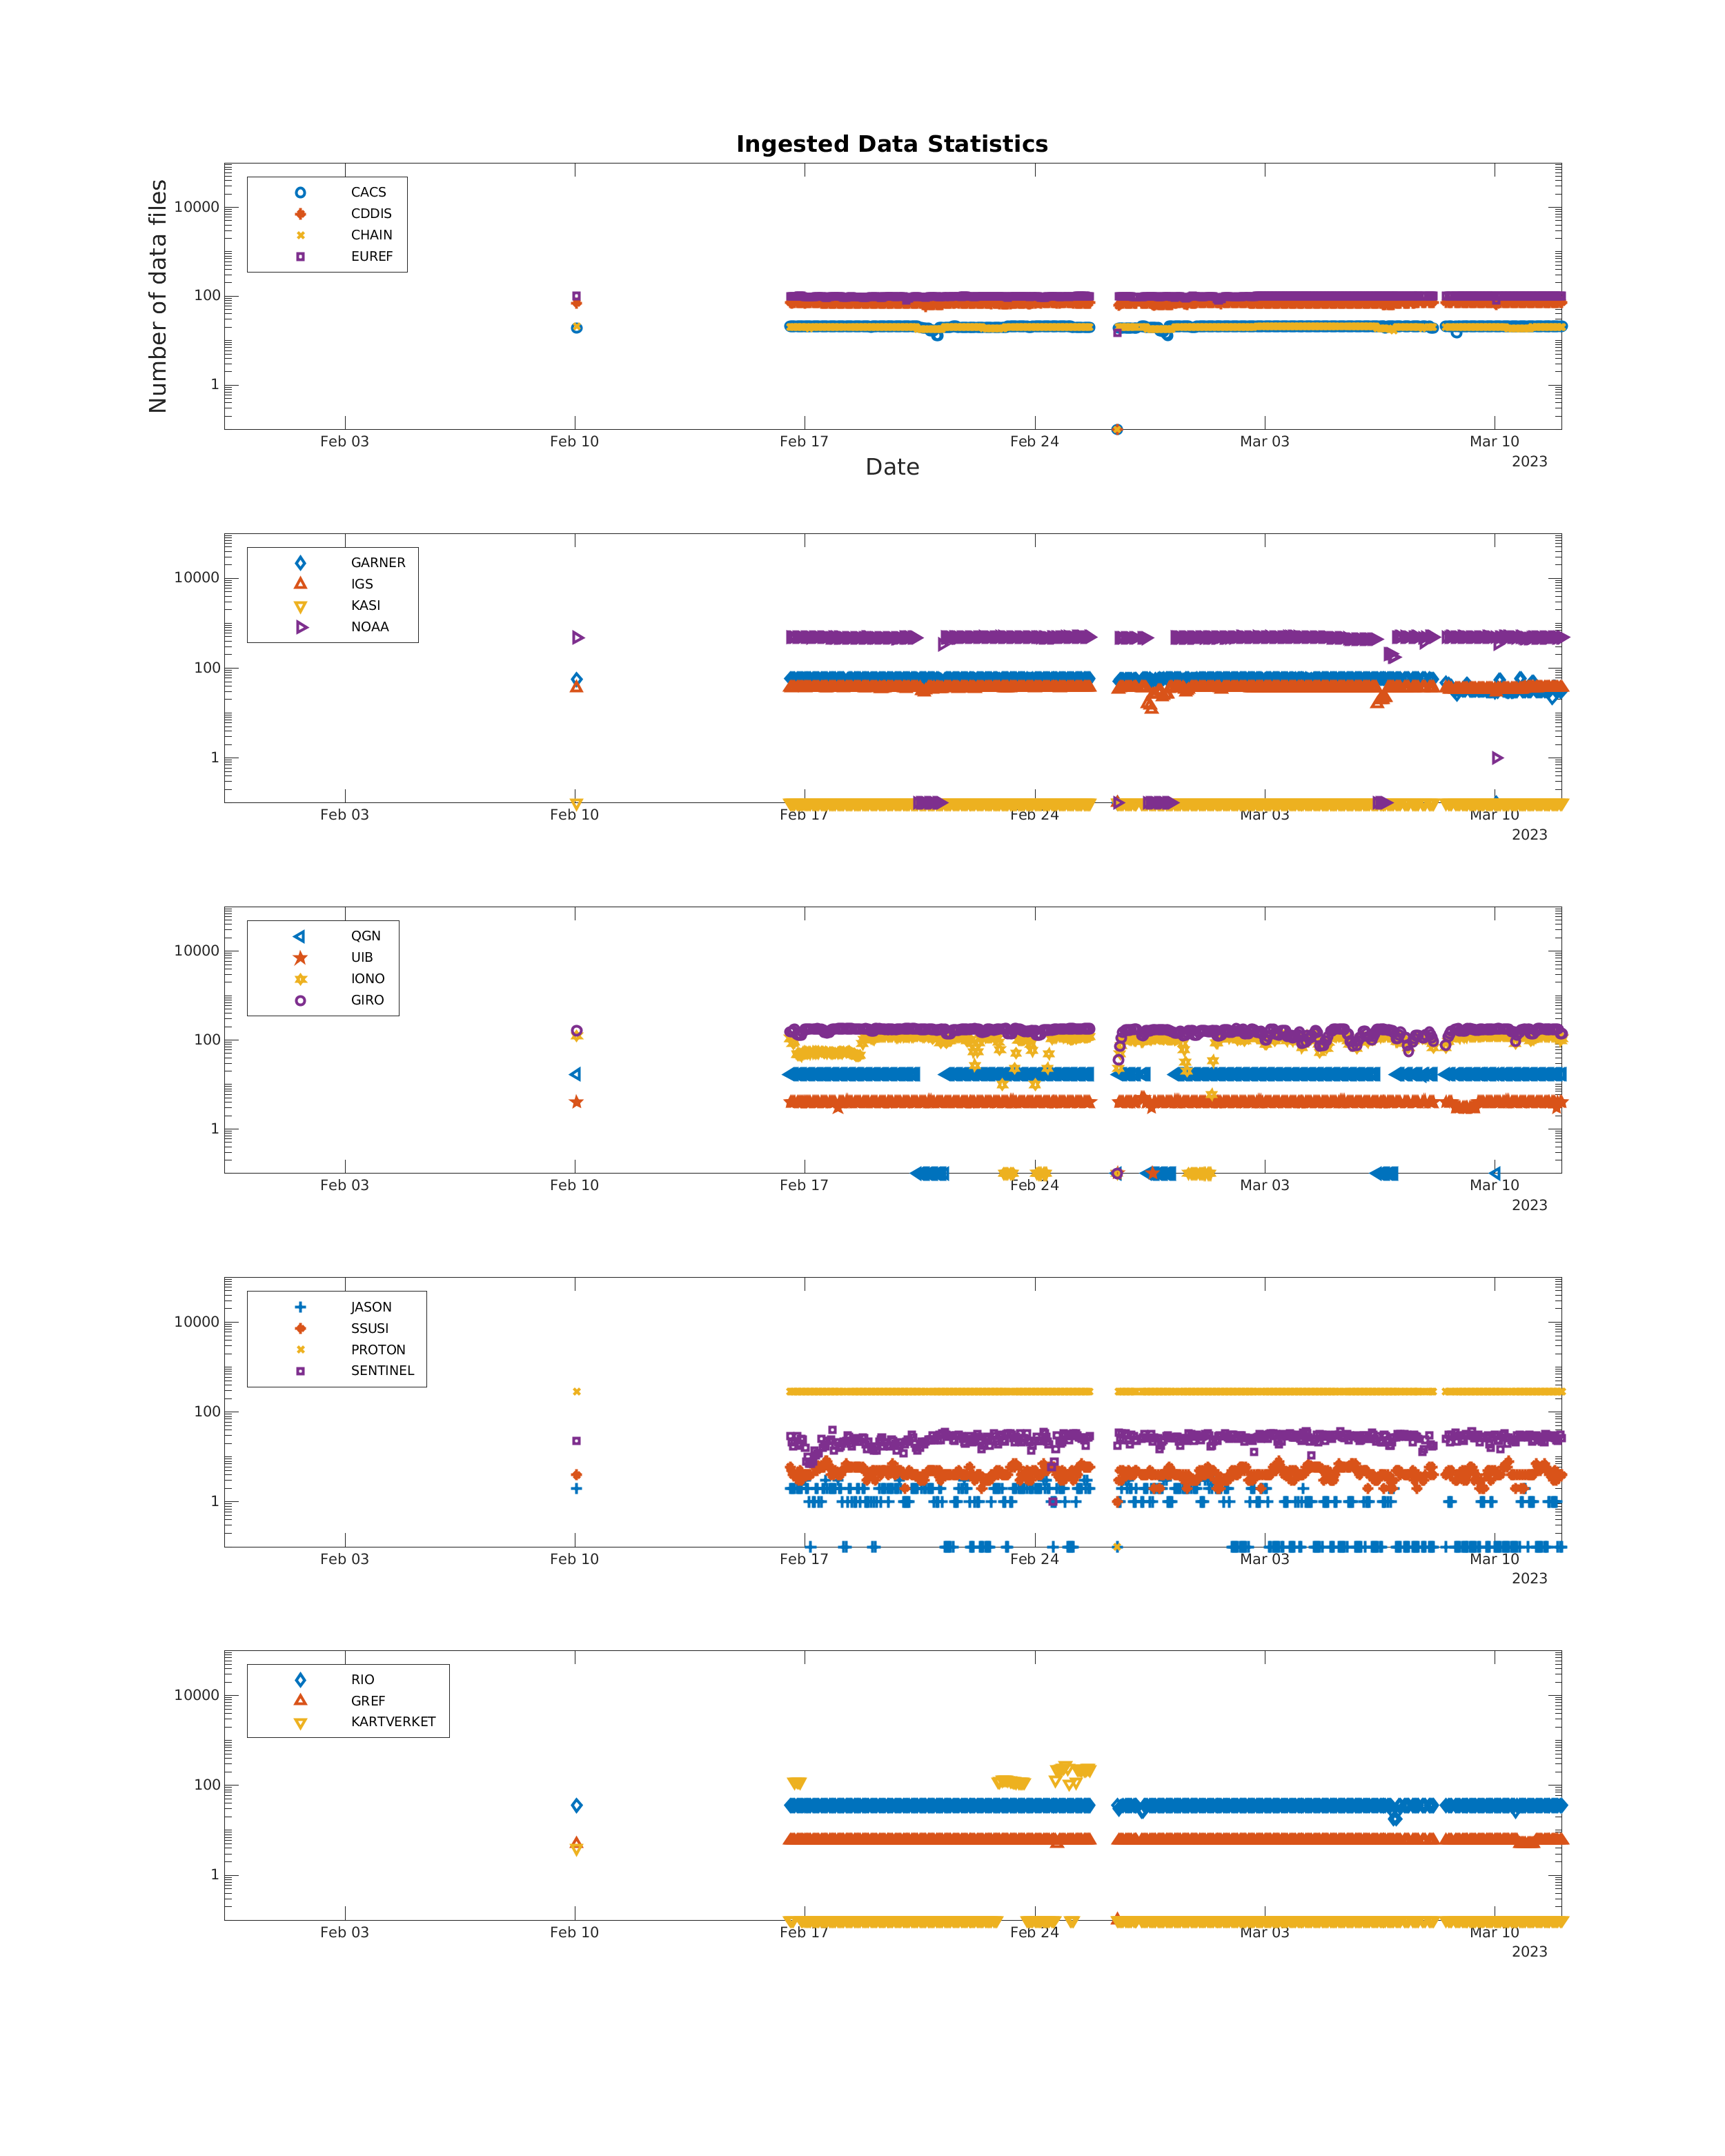 Ingested Data Statistics
Number of data files
10000
100
1
CACS
CDDIS
CHAIN
EUREF
Feb 03 Feb 10 Feb 17 Feb 24 Mar 03 Mar 10
2023
Date
10000
100
1
GARNER
IGS
KASI
NOAA
Feb 03 Feb 10 Feb 17 Feb 24 Mar 03 Mar 10
2023
10000
100
1
QGN
UIB
IONO
GIRO
Feb 03 Feb 10 Feb 17 Feb 24 Mar 03 Mar 10
2023
10000
100
1
JASON
SSUSI
PROTON
SENTINEL
Feb 03 Feb 10 Feb 17 Feb 24 Mar 03 Mar 10
2023
10000
100
1
RIO
GREF
KARTVERKET
Feb 03 Feb 10 Feb 17 Feb 24 Mar 03 Mar 10
2023